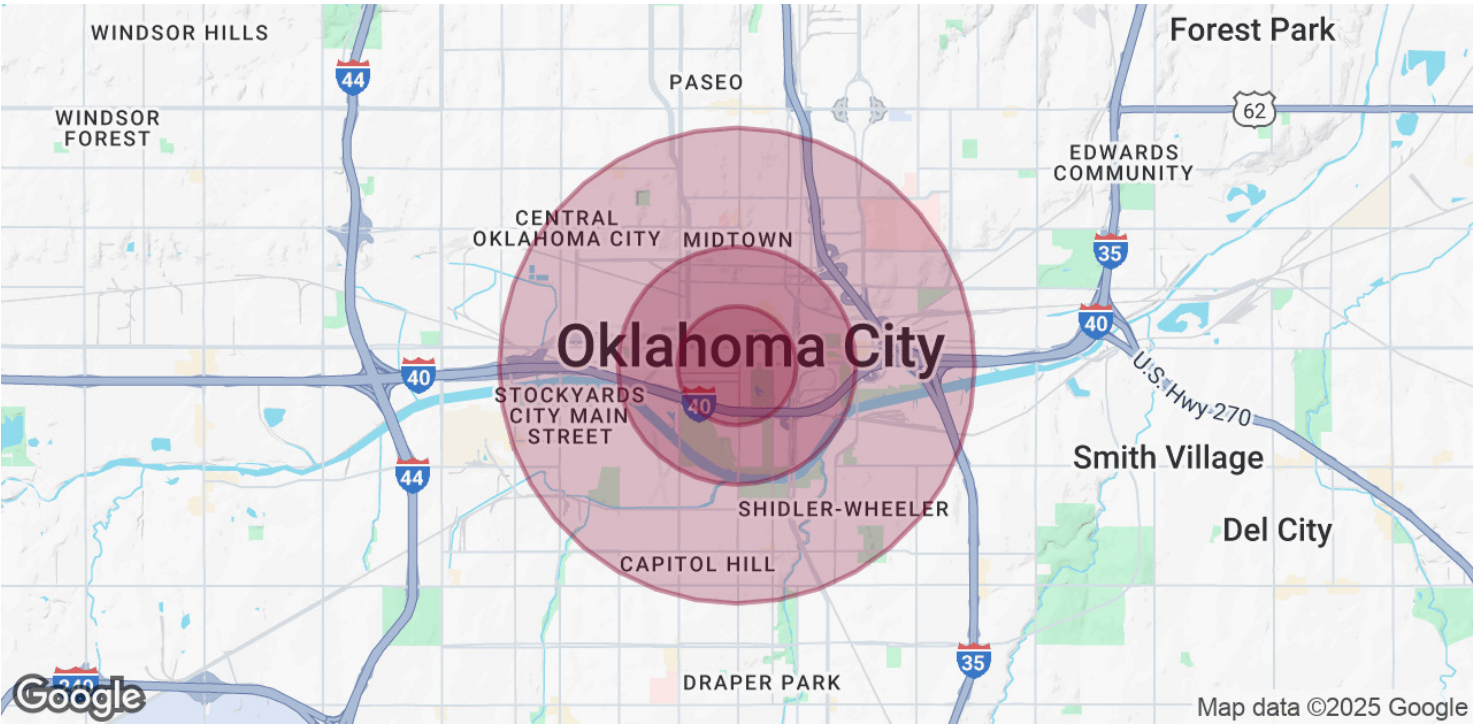 Forest Park
WINDSOR HILLS
44
PASEO
62
WINDSOR
FOREST
EDWARDS
COMMUNITY
CENTRAL
OKLAHOMA CITY
MIDTOWN
35
40
Oklahoma City
40
40
U.S. Hwy 270
STOCKYARDS
CITY MAIN
STREET
Smith Village
44
SHIDLER-WHEELER
Del City
CAPITOL HILL
35
DRAPER PARK
240
Google
Map data ©2025 Google